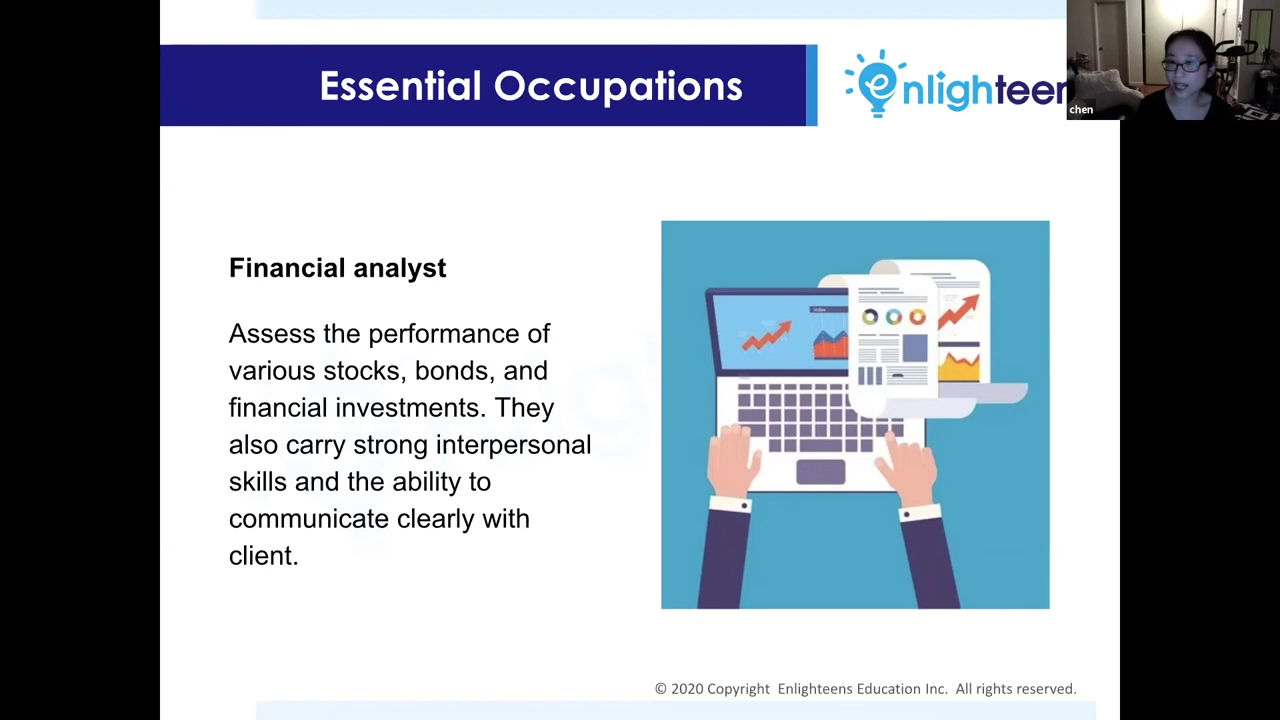 Essential Occupations
enlighteen
chen
Financial analyst
Assess the performance of
various stocks, bonds, and
financial investments. They
also carry strong interpersonal
skills and the ability to
communicate clearly with
client.
© 2020 Copyright  Enlighteens Education Inc.  All rights reserved.